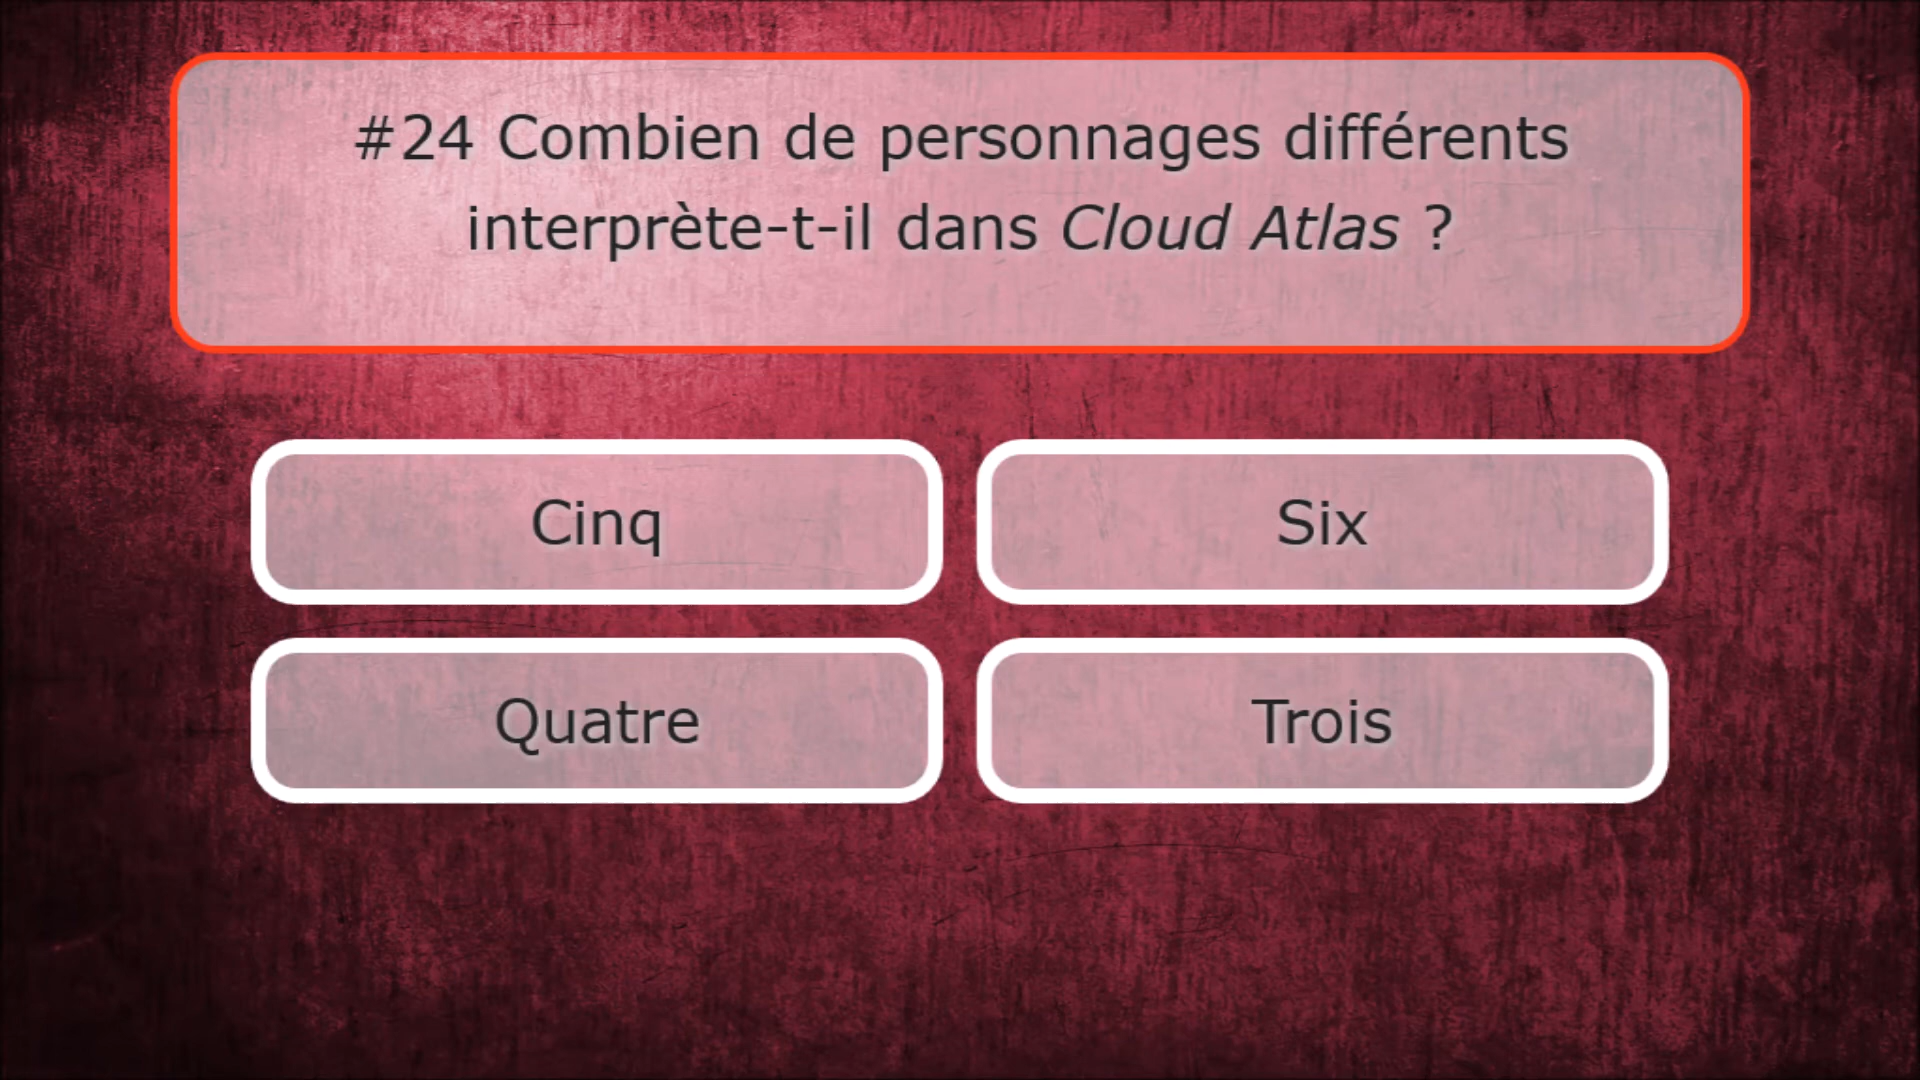 #24 Combien de personnages différents
interprète-t-il dans Cloud Atlas ?
Cinq
Six
Quatre
Trois